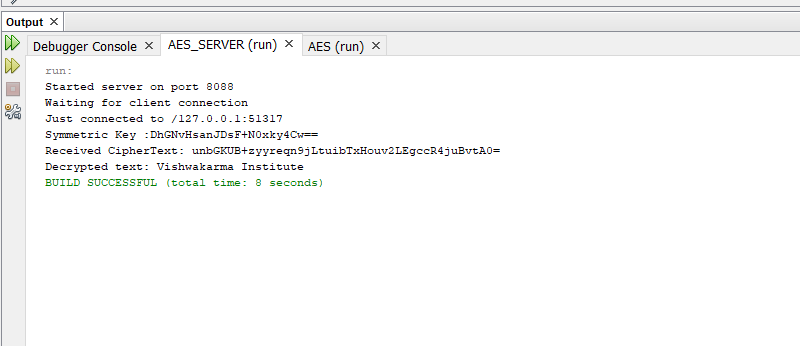 Output ×
Debugger Console × AES_SERVER (run) × AES (run) ×
run:
Started server on port 8088
Waiting for client connection
Just connected to /127.0.0.1:51317
Symmetric Key :DhGNvHsanJDsF+N0xky4Cw==
Received CipherText: unbGKUB+zyyreqn9jLtuibTxHouv2LEgccR4juBvtA0=
Decrypted text: Vishwakarma Institute
BUILD SUCCESSFUL (total time: 8 seconds)